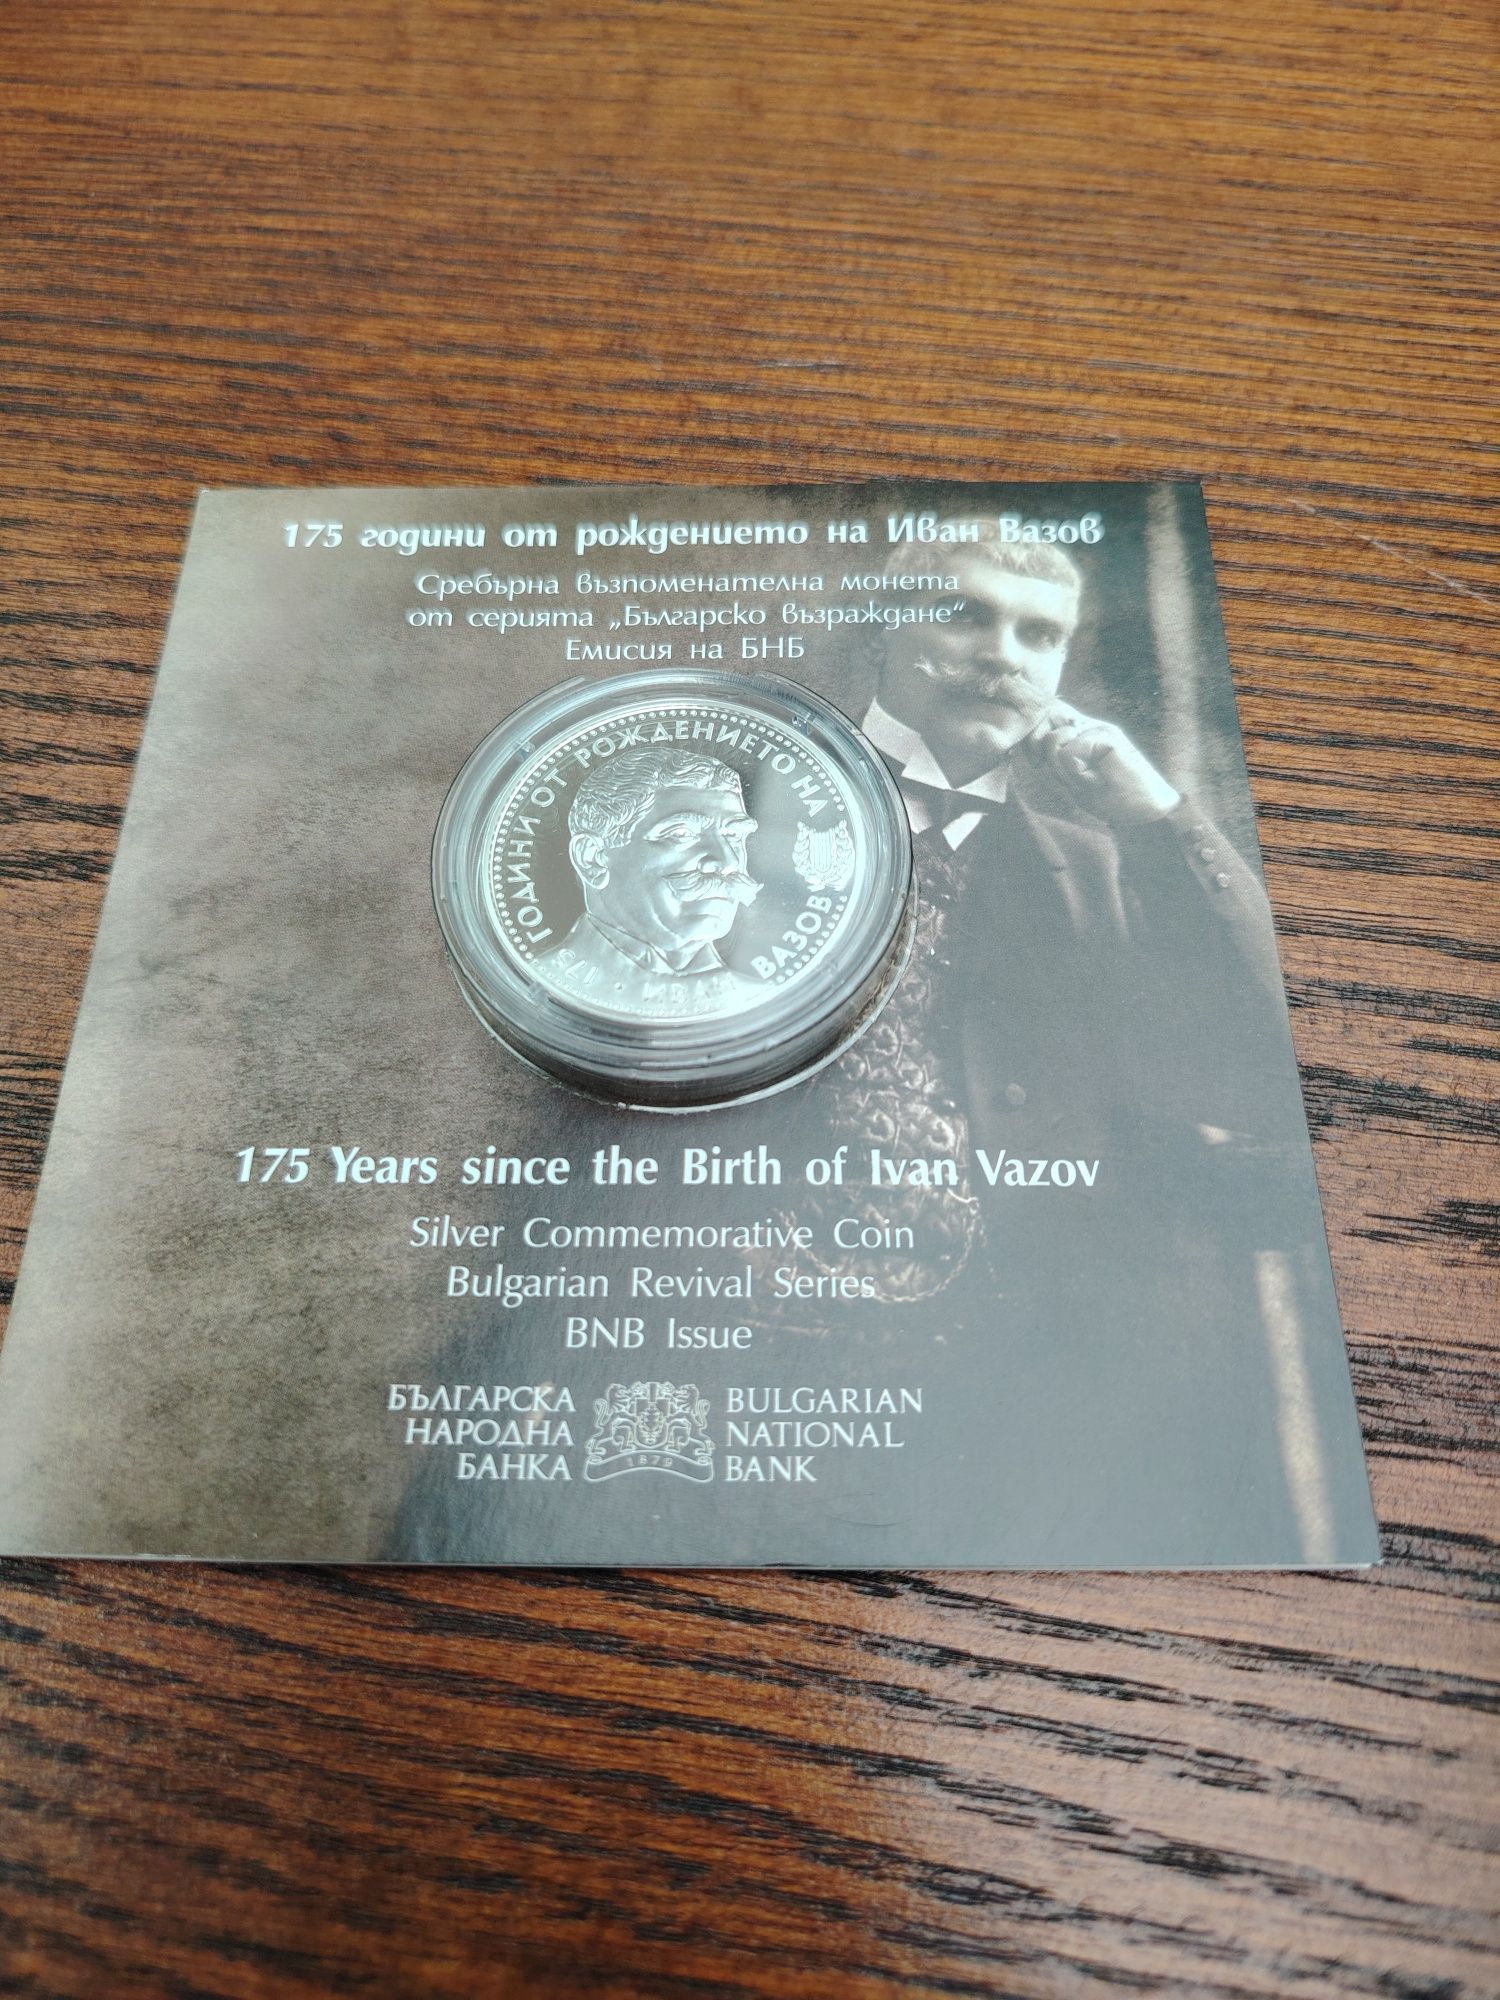 175 години от рождението на Иван Вазов
Сребърна възпоменателна монета
от серията „Българско възраждане“
Емисия на БНБ
175 ГОДИНИ ОТ РОЖДЕНИЕТО НА
ИВАН ВАЗОВ
175 Years since the Birth of Ivan Vazov
Silver Commemorative Coin
Bulgarian Revival Series
BNB Issue
БЪЛГАРСКА
НАРОДНА
БАНКА
1879
BULGARIAN
NATIONAL
BANK